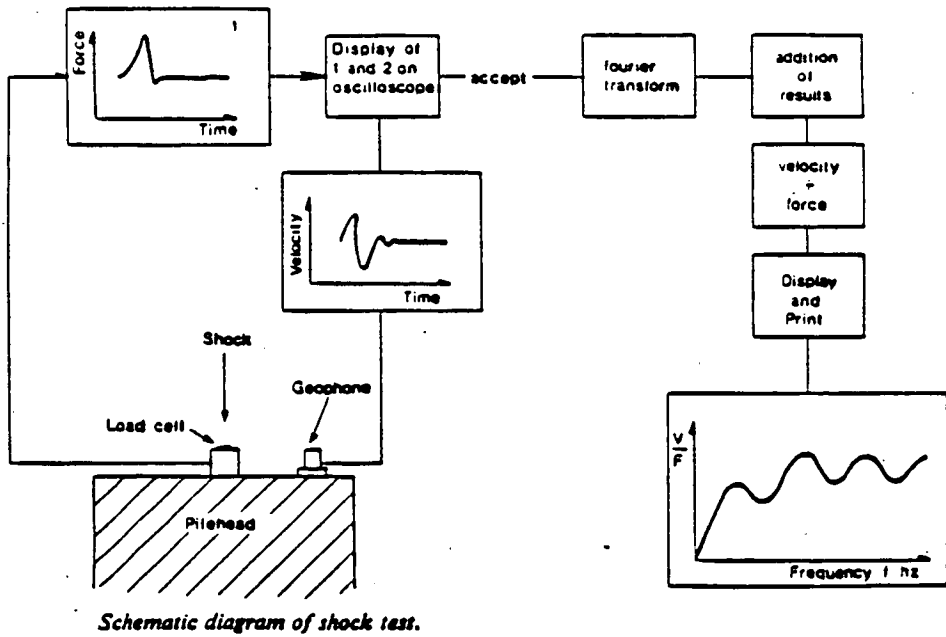 Force
1
Time
Display of
1 and 2 on
oscilloscope
accept
fourier
transform
addition
of
results
Velocity
Time
velocity
÷
force
Display
and
Print
Shock
Geophone
Load cell
Pilehead
V
F
Frequency f hz
Schematic diagram of shock test.